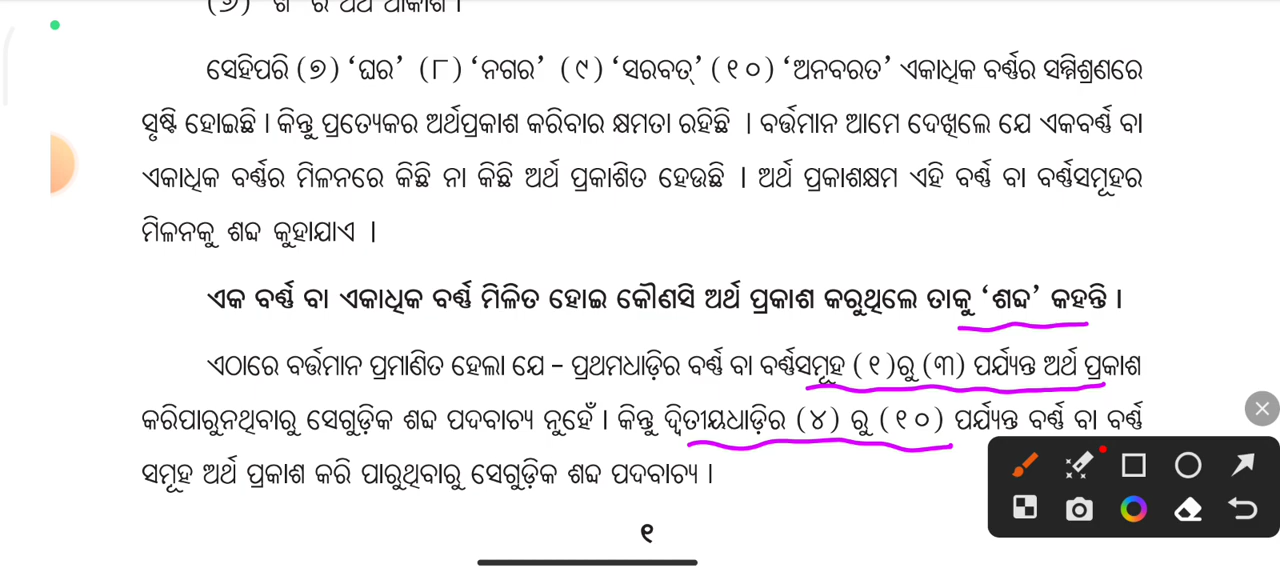 (୬) 'ଖ' ର ଅର୍ଥ ଆକାଶ ।
ସେହିପରି (୭) ‘ଘର’ (୮) ‘ନଗର’ (୯) ‘ସରବତ୍’ (୧୦) ‘ଅନବରତ’ ଏକାଧିକ ବର୍ଣ୍ଣର ସମ୍ମିଶ୍ରଣରେ
ସୃଷ୍ଟି ହୋଇଛି । କିନ୍ତୁ ପ୍ରତ୍ୟେକର ଅର୍ଥପ୍ରକାଶ କରିବାର କ୍ଷମତା ରହିଛି । ବର୍ତ୍ତମାନ ଆମେ ଦେଖିଲେ ଯେ ଏକବର୍ଣ୍ଣ ବା
ଏକାଧିକ ବର୍ଣ୍ଣର ମିଳନରେ କିଛି ନା କିଛି ଅର୍ଥ ପ୍ରକାଶିତ ହେଉଛି । ଅର୍ଥ ପ୍ରକାଶକ୍ଷମ ଏହି ବର୍ଣ୍ଣ ବା ବର୍ଣ୍ଣସମୂହର
ମିଳନକୁ ଶବ୍ଦ କୁହାଯାଏ ।
ଏକ ବର୍ଣ୍ଣ ବା ଏକାଧିକ ବର୍ଣ୍ଣ ମିଳିତ ହୋଇ କୌଣସି ଅର୍ଥ ପ୍ରକାଶ କରୁଥିଲେ ତାକୁ ‘ଶବ୍ଦ’ କହନ୍ତି ।
ଏଠାରେ ବର୍ତ୍ତମାନ ପ୍ରମାଣିତ ହେଲା ଯେ – ପ୍ରଥମଧାଡ଼ିର ବର୍ଣ୍ଣ ବା ବର୍ଣ୍ଣସମୂହ (୧)ରୁ (୩) ପର୍ଯ୍ୟନ୍ତ ଅର୍ଥ ପ୍ରକାଶ
କରିପାରୁନଥିବାରୁ ସେଗୁଡ଼ିକ ଶବ୍ଦ ପଦବାଚ୍ୟ ନୁହେଁ । କିନ୍ତୁ ଦ୍ୱିତୀୟଧାଡ଼ିର (୪) ରୁ (୧୦) ପର୍ଯ୍ୟନ୍ତ ବର୍ଣ୍ଣ ବା ବର୍ଣ୍ଣ
ସମୂହ ଅର୍ଥ ପ୍ରକାଶ କରି ପାରୁଥିବାରୁ ସେଗୁଡ଼ିକ ଶବ୍ଦ ପଦବାଚ୍ୟ ।
୧